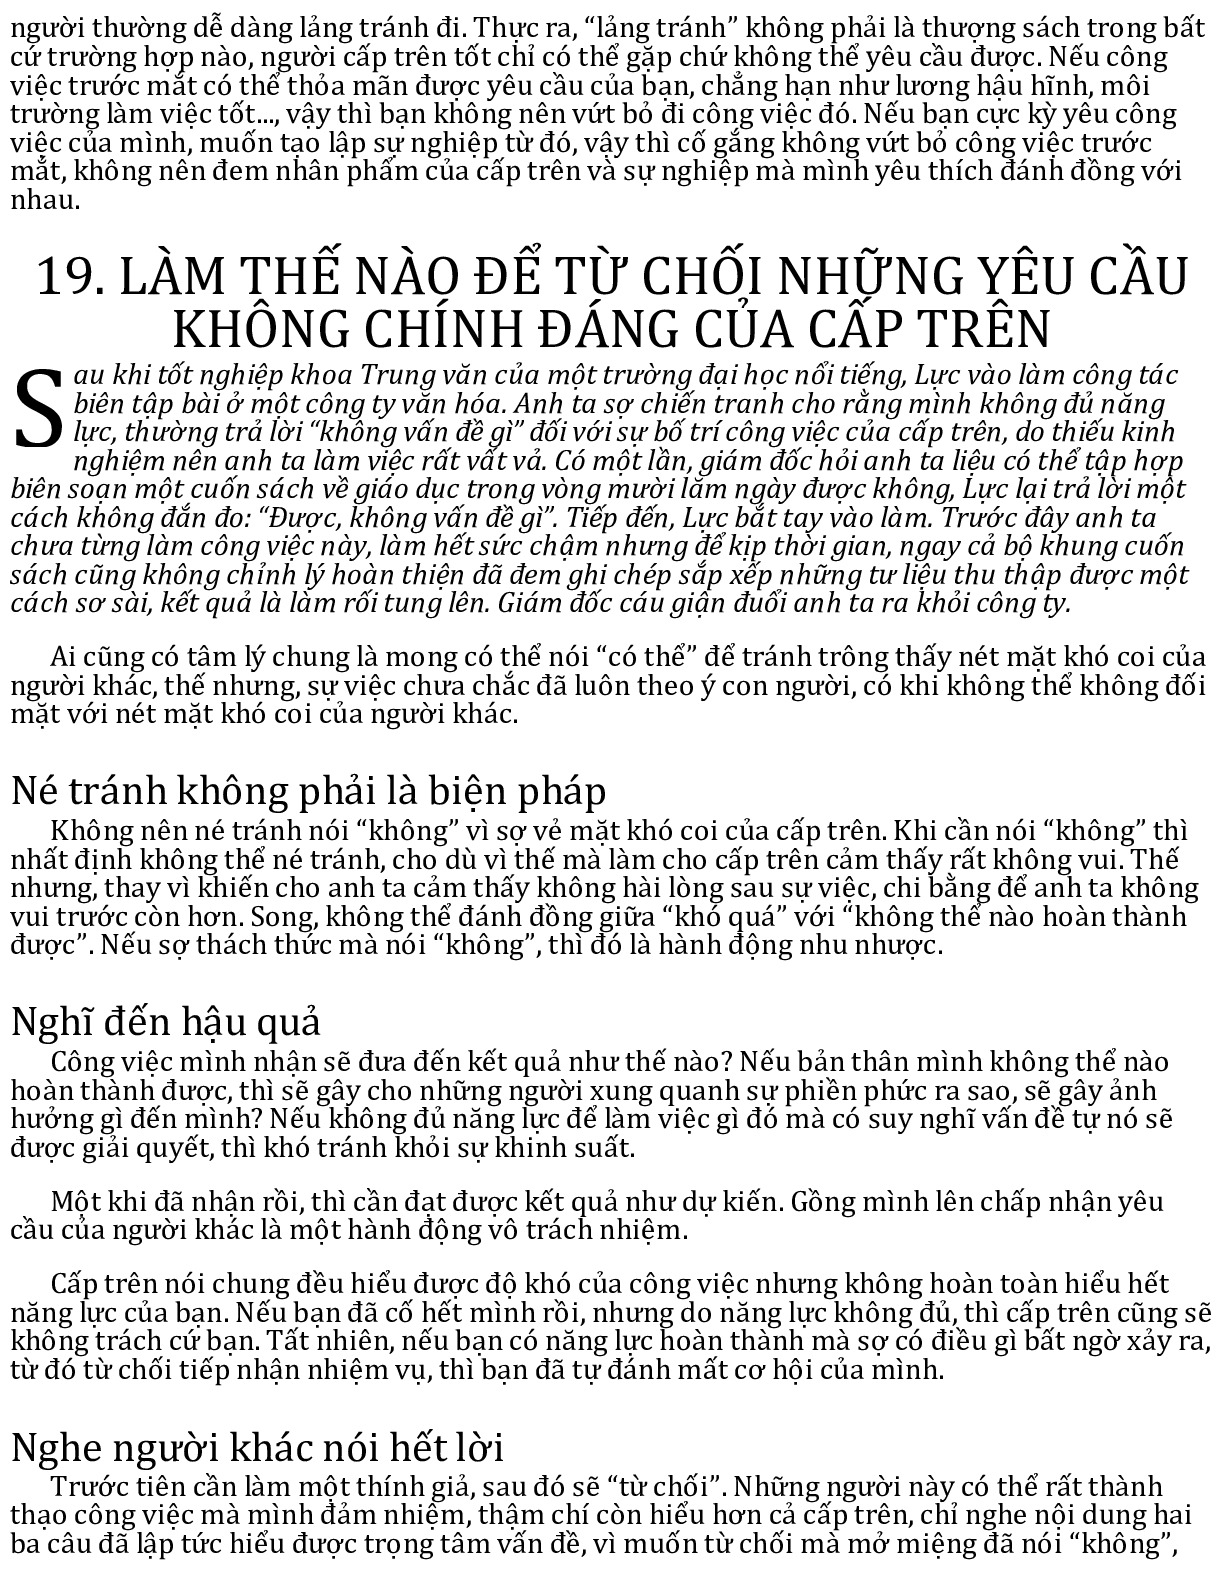 người thường dễ dàng lảng tránh đi. Thực ra, “lảng tránh” không phải là thượng sách trong bất
cứ trường hợp nào, người cấp trên tốt chỉ có thể gặp chứ không thể yêu cầu được. Nếu công
việc trước mắt có thể thỏa mãn được yêu cầu của bạn, chẳng hạn như lương hậu hĩnh, môi
trường làm việc tốt..., vậy thì bạn không nên vứt bỏ đi công việc đó. Nếu bạn cực kỳ yêu công
việc của mình, muốn tạo lập sự nghiệp từ đó, vậy thì cố gắng không vứt bỏ công việc trước
mắt, không nên đem nhân phẩm của cấp trên và sự nghiệp mà mình yêu thích đánh đồng với
nhau.
19. LÀM THẾ NÀO ĐỂ TỪ CHỐI NHỮNG YÊU CẦU
KHÔNG CHÍNH ĐÁNG CỦA CẤP TRÊN
Sau khi tốt nghiệp khoa Trung văn của một trường đại học nổi tiếng, Lực vào làm công tác
biên tập bài ở một công ty văn hóa. Anh ta sợ chiến tranh cho rằng mình không đủ năng
lực, thường trả lời “không vấn đề gì” đối với sự bố trí công việc của cấp trên, do thiếu kinh
nghiệm nên anh ta làm việc rất vất vả. Có một lần, giám đốc hỏi anh ta liệu có thể tập hợp
biên soạn một cuốn sách về giáo dục trong vòng mười lăm ngày được không, Lực lại trả lời một
cách không đắn đo: “Được, không vấn đề gì”. Tiếp đến, Lực bắt tay vào làm. Trước đây anh ta
chưa từng làm công việc này, làm hết sức chậm nhưng để kịp thời gian, ngay cả bộ khung cuốn
sách cũng không chỉnh lý hoàn thiện đã đem ghi chép sắp xếp những tư liệu thu thập được một
cách sơ sài, kết quả là làm rối tung lên. Giám đốc cáu giận đuổi anh ta ra khỏi công ty.
Ai cũng có tâm lý chung là mong có thể nói “có thể” để tránh trông thấy nét mặt khó coi của
người khác, thế nhưng, sự việc chưa chắc đã luôn theo ý con người, có khi không thể không đối
mặt với nét mặt khó coi của người khác.
Né tránh không phải là biện pháp
Không nên né tránh nói “không” vì sợ vẻ mặt khó coi của cấp trên. Khi cần nói “không” thì
nhất định không thể né tránh, cho dù vì thế mà làm cho cấp trên cảm thấy rất không vui. Thế
nhưng, thay vì khiến cho anh ta cảm thấy không hài lòng sau sự việc, chi bằng để anh ta không
vui trước còn hơn. Song, không thể đánh đồng giữa “khó quá” với “không thể nào hoàn thành
được”. Nếu sợ thách thức mà nói “không”, thì đó là hành động nhu nhược.
Nghĩ đến hậu quả
Công việc mình nhận sẽ đưa đến kết quả như thế nào? Nếu bản thân mình không thể nào
hoàn thành được, thì sẽ gây cho những người xung quanh sự phiền phức ra sao, sẽ gây ảnh
hưởng gì đến mình? Nếu không đủ năng lực để làm việc gì đó mà có suy nghĩ vấn đề tự nó sẽ
được giải quyết, thì khó tránh khỏi sự khinh suất.
Một khi đã nhận rồi, thì cần đạt được kết quả như dự kiến. Gồng mình lên chấp nhận yêu
cầu của người khác là một hành động vô trách nhiệm.
Cấp trên nói chung đều hiểu được độ khó của công việc nhưng không hoàn toàn hiểu hết
năng lực của bạn. Nếu bạn đã cố hết mình rồi, nhưng do năng lực không đủ, thì cấp trên cũng sẽ
không trách cứ bạn. Tất nhiên, nếu bạn có năng lực hoàn thành mà sợ có điều gì bất ngờ xảy ra,
từ đó từ chối tiếp nhận nhiệm vụ, thì bạn đã tự đánh mất cơ hội của mình.
Nghe người khác nói hết lời
Trước tiên cần làm một thính giả, sau đó sẽ “từ chối”. Những người này có thể rất thành
thạo công việc mà mình đảm nhiệm, thậm chí còn hiểu hơn cả cấp trên, chỉ nghe nội dung hai
ba câu đã lập tức hiểu được trọng tâm vấn đề, vì muốn từ chối mà mở miệng đã nói “không”,